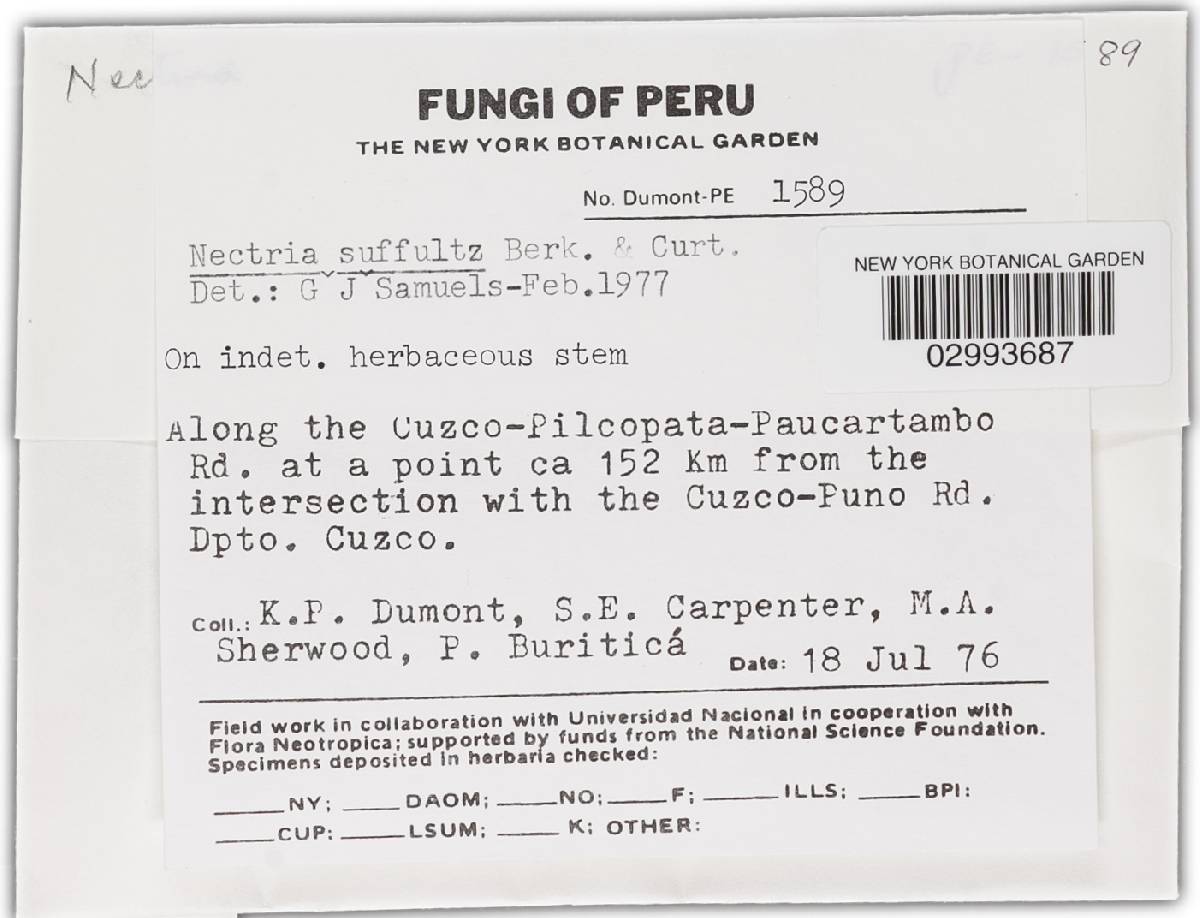 Nec 89
FUNGI OF PERU
THE NEW YORK BOTANICAL GARDEN
No. Dumont-PE 1589
Nectria suffultz Berk. & Curt.
Det.: G J Samuels-Feb.1977
NEW YORK BOTANICAL GARDEN
02993687
On indet. herbaceous stem
Along the Cuzco-Pilcopata-Paucartambo
Rd. at a point ca 152 Km from the
intersection with the Cuzco-Puno Rd.
Dpto. Cuzco.
Coll.: K.P. Dumont, S.E. Carpenter, M.A.
Sherwood, P. Buriticá Date: 18 Jul 76
Field work in collaboration with Universidad Nacional in cooperation with
Flora Neotropica; supported by funds from the National Science Foundation.
Specimens deposited in herbaria checked:
____NY; ____DAOM; ____NO; ____F; ____ILLS; ____BPI:
____CUP: ____LSUM; ____K; OTHER: